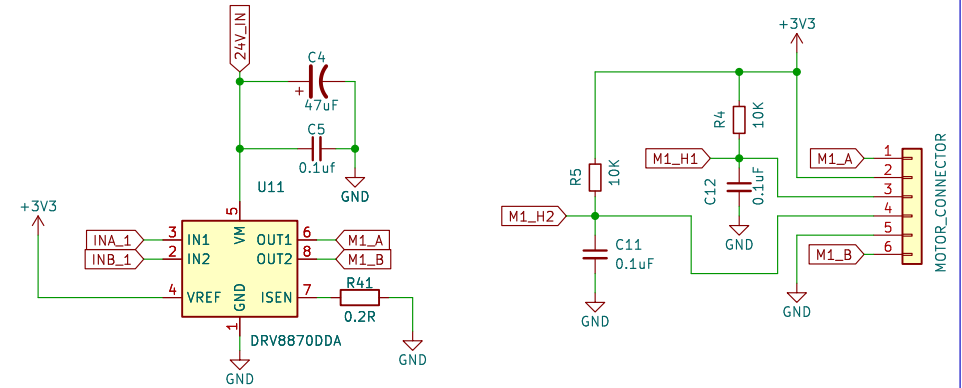 24V_IN
C4
+
47uF
C5
0.1uf
GND
U11
+3V3
5
VM
INA_1
3
IN1
OUT1
6
M1_A
INB_1
2
IN2
OUT2
8
M1_B
4
VREF
GND
ISEN
7
R41
0.2R
1
DRV8870DDA
GND
GND
+3V3
R4
10K
R5
10K
M1_H1
C12
0.1uF
GND
M1_H2
C11
0.1uF
GND
M1_A
1
2
3
4
5
M1_B
6
GND
MOTOR_CONNECTOR